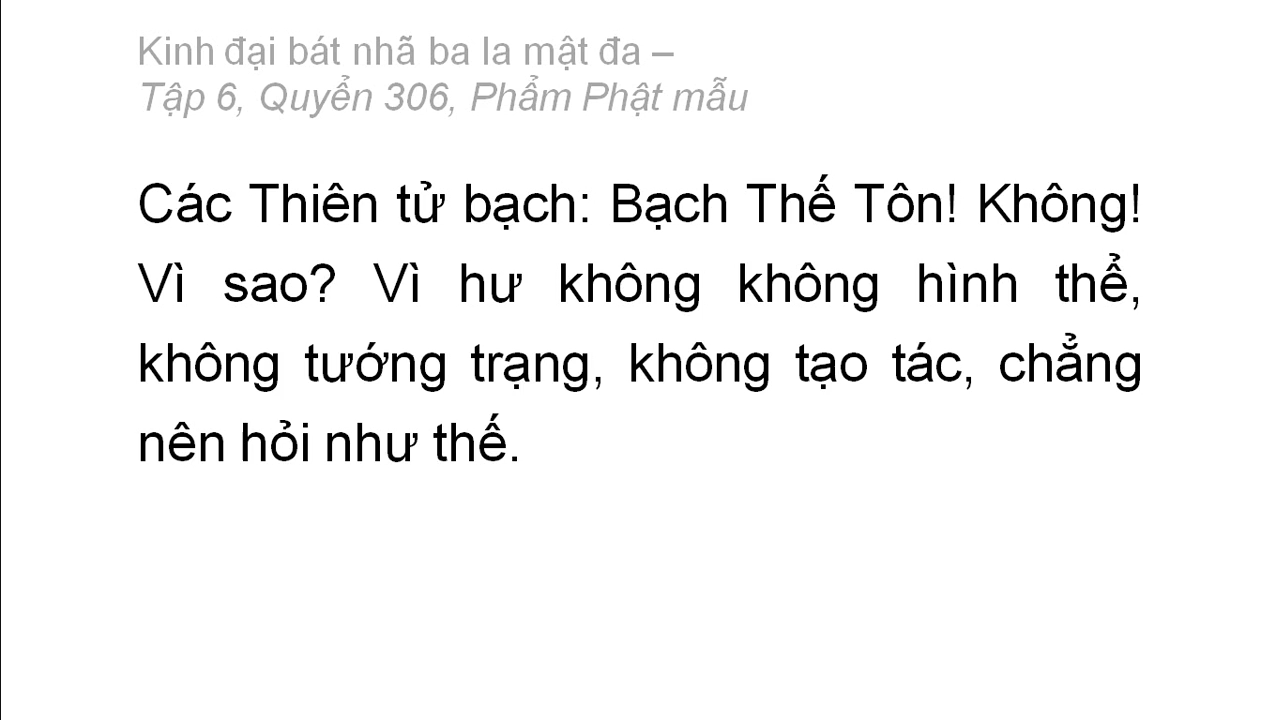 Kinh đại bát nhã ba la mật đa –
Tập 6, Quyển 306, Phẩm Phật mẫu
Các Thiên tử bạch: Bạch Thế Tôn! Không!
Vì sao? Vì hư không không hình thể,
không tướng trạng, không tạo tác, chẳng
nên hỏi như thế.